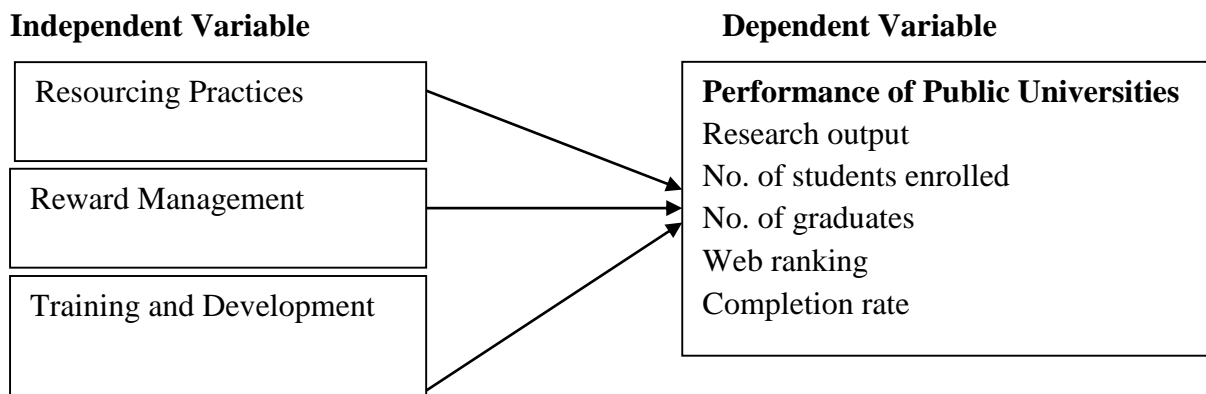 Independent Variable
Dependent Variable
Resourcing Practices
Reward Management
Training and Development
Performance of Public Universities
Research output
No. of students enrolled
No. of graduates
Web ranking
Completion rate